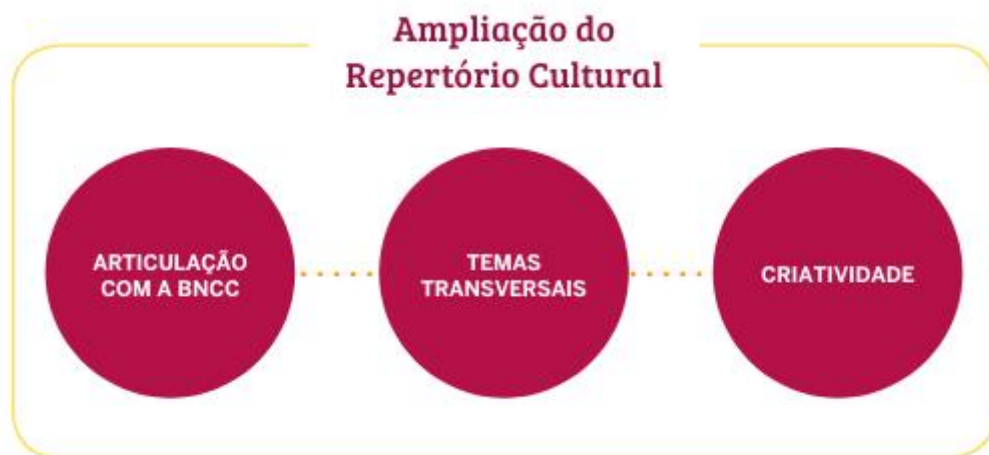 Ampliação do
Repertório Cultural
ARTICULAÇÃO
COM A BNCC
TEMAS
TRANSVERSAIS
CRIATIVIDADE